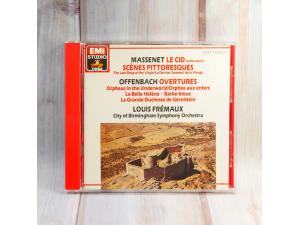 EMI
STUDIO
DRM
MASSENET LE CID
SCÈNES PITTORESQUES
The Last Sleep of the Virgin/Le Dernier Sommeil de la Vierge
OFFENBACH OVERTURES
Orpheus in the Underworld/Orphée aux enfers
La Belle Hélène · Barbe-bleue
La Grande Duchesse de Gérolstein
LOUIS FRÉMAUX
City of Birmingham Symphony Orchestra